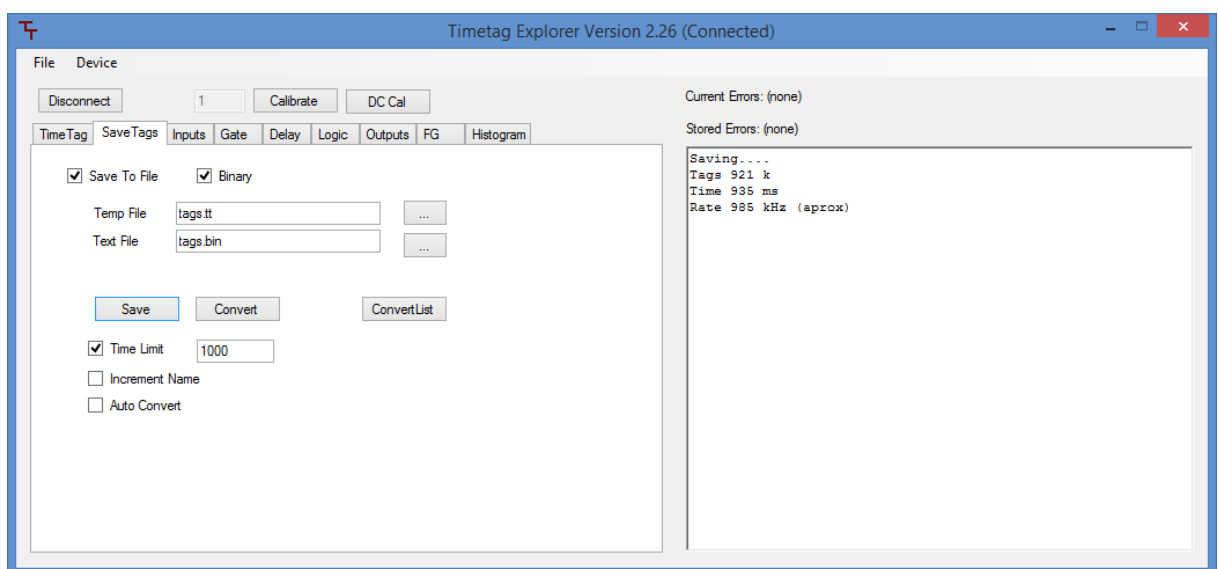 Timetag Explorer Version 2.26 (Connected)
File Device
Disconnect 1 Calibrate DC Cal
TimeTag SaveTags Inputs Gate Delay Logic Outputs FG Histogram
Save To File Binary
Temp File tags.tt ...
Text File tags.bin ...
Save Convert ConvertList
Time Limit 1000
Increment Name
Auto Convert
Current Errors: (none)
Stored Errors: (none)
Saving....
Tags 921 k
Time 935 ms
Rate 985 kHz (aprox)